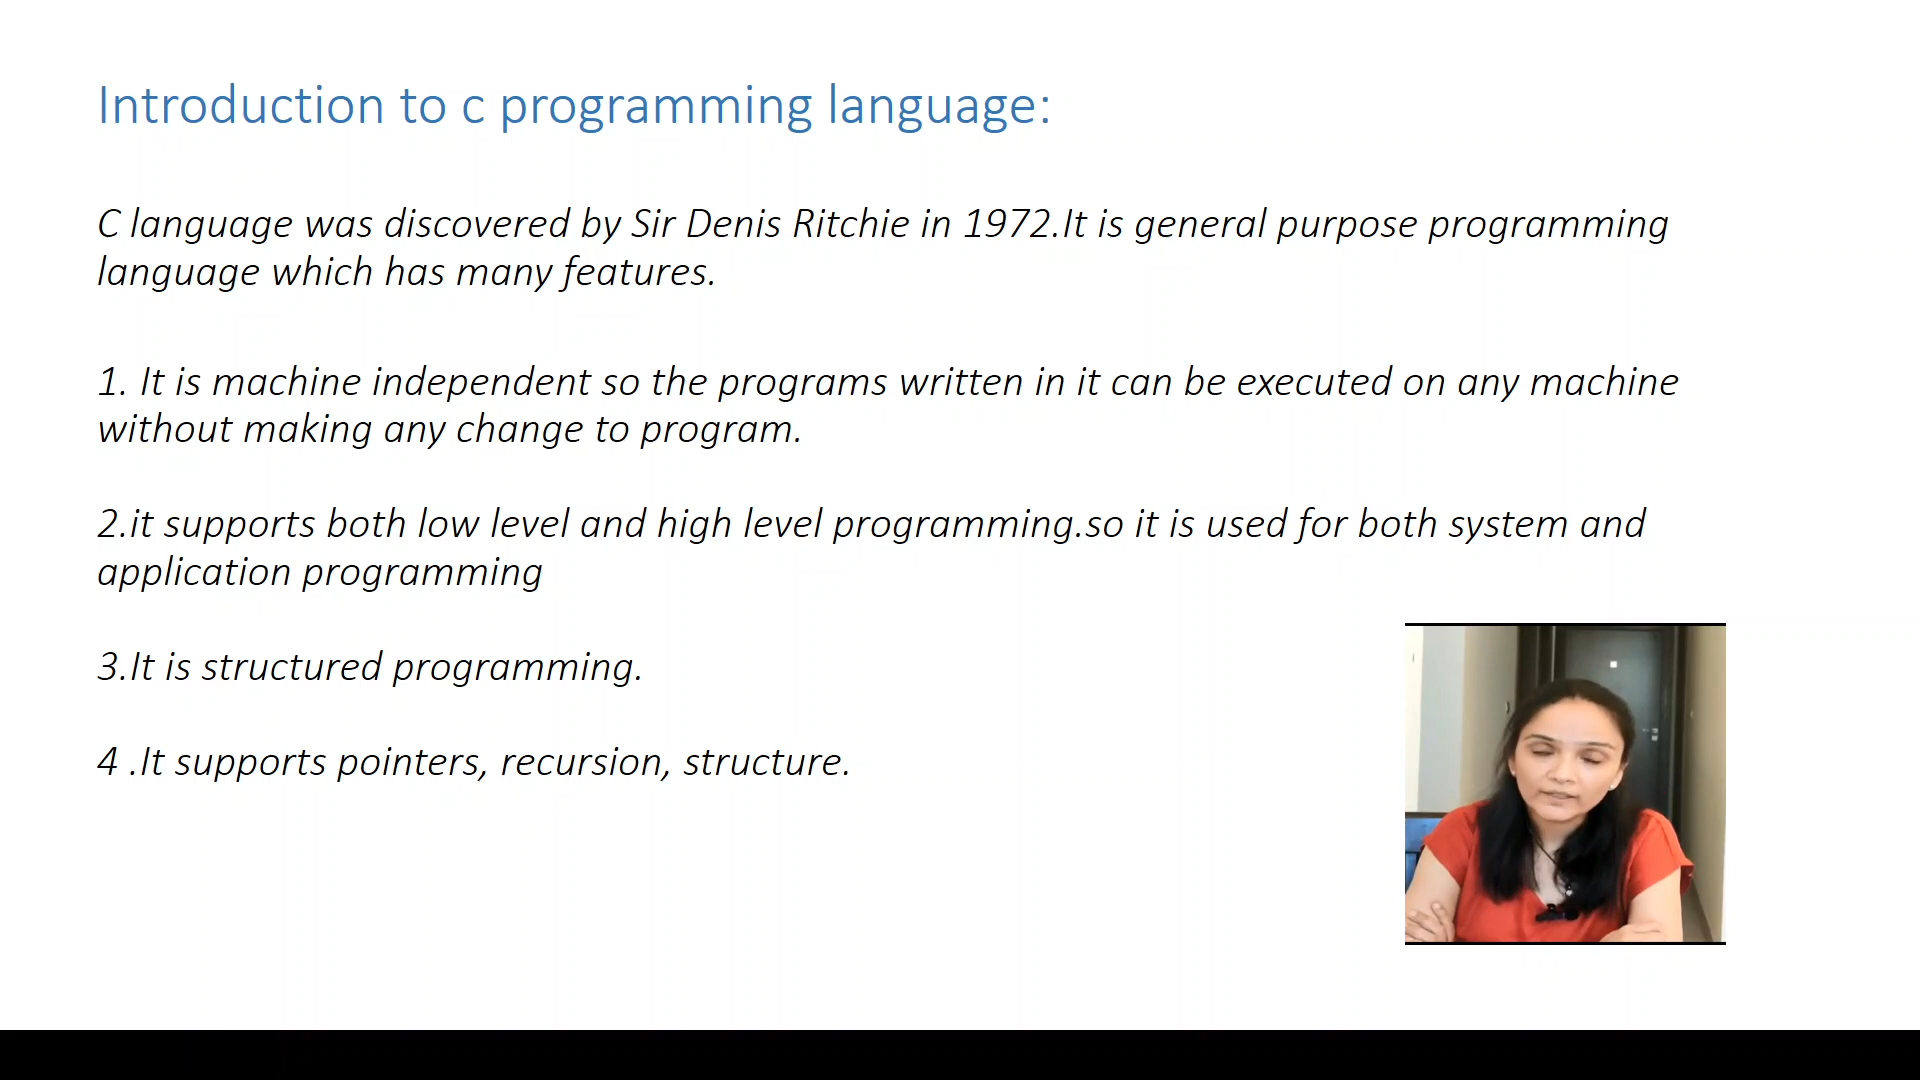 Introduction to c programming language:
C language was discovered by Sir Denis Ritchie in 1972.It is general purpose programming
language which has many features.
1. It is machine independent so the programs written in it can be executed on any machine
without making any change to program.
2.it supports both low level and high level programming.so it is used for both system and
application programming
3.It is structured programming.
4 .It supports pointers, recursion, structure.